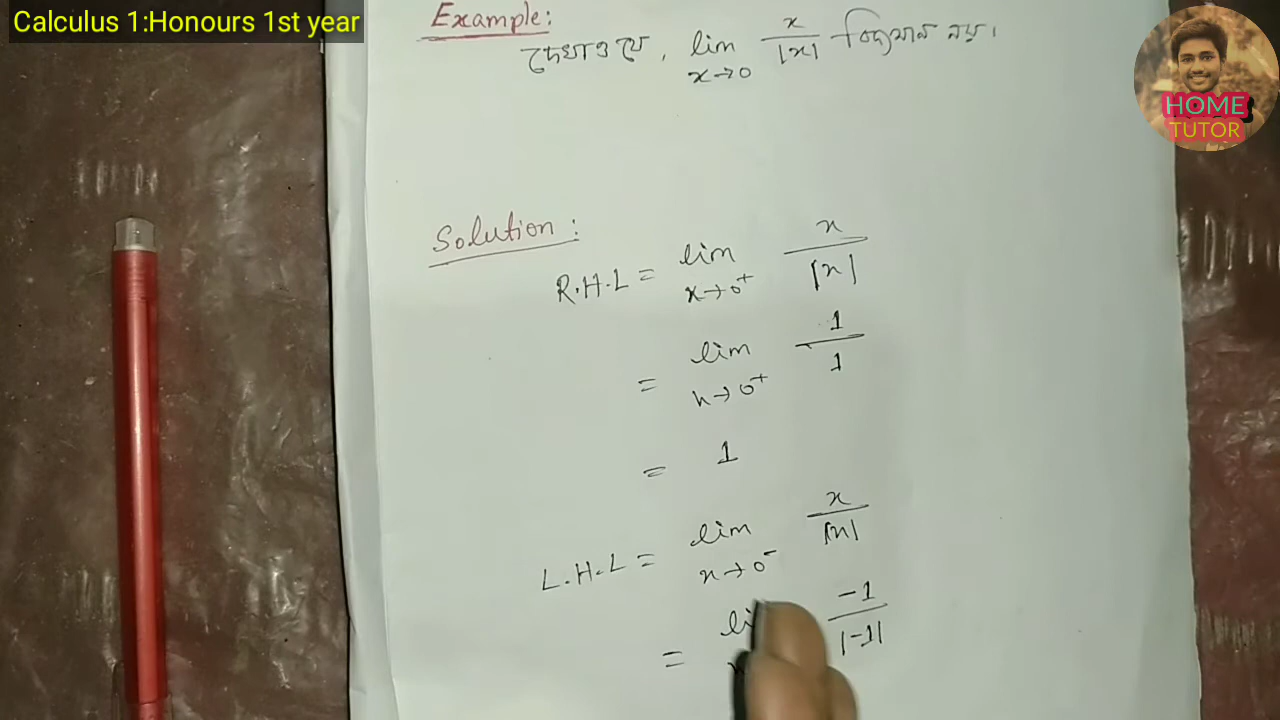 Calculus 1:Honours 1st year
HOME
TUTOR
Example:
দেখাও যে, lim x→0 x/|x| বিদ্যমান নয়।
Solution:
R.H.L = lim x→0⁺ x/|x|
= lim x→0⁺ 1/1
= 1
L.H.L = lim x→0⁻ x/|x|
= -1/|-1|